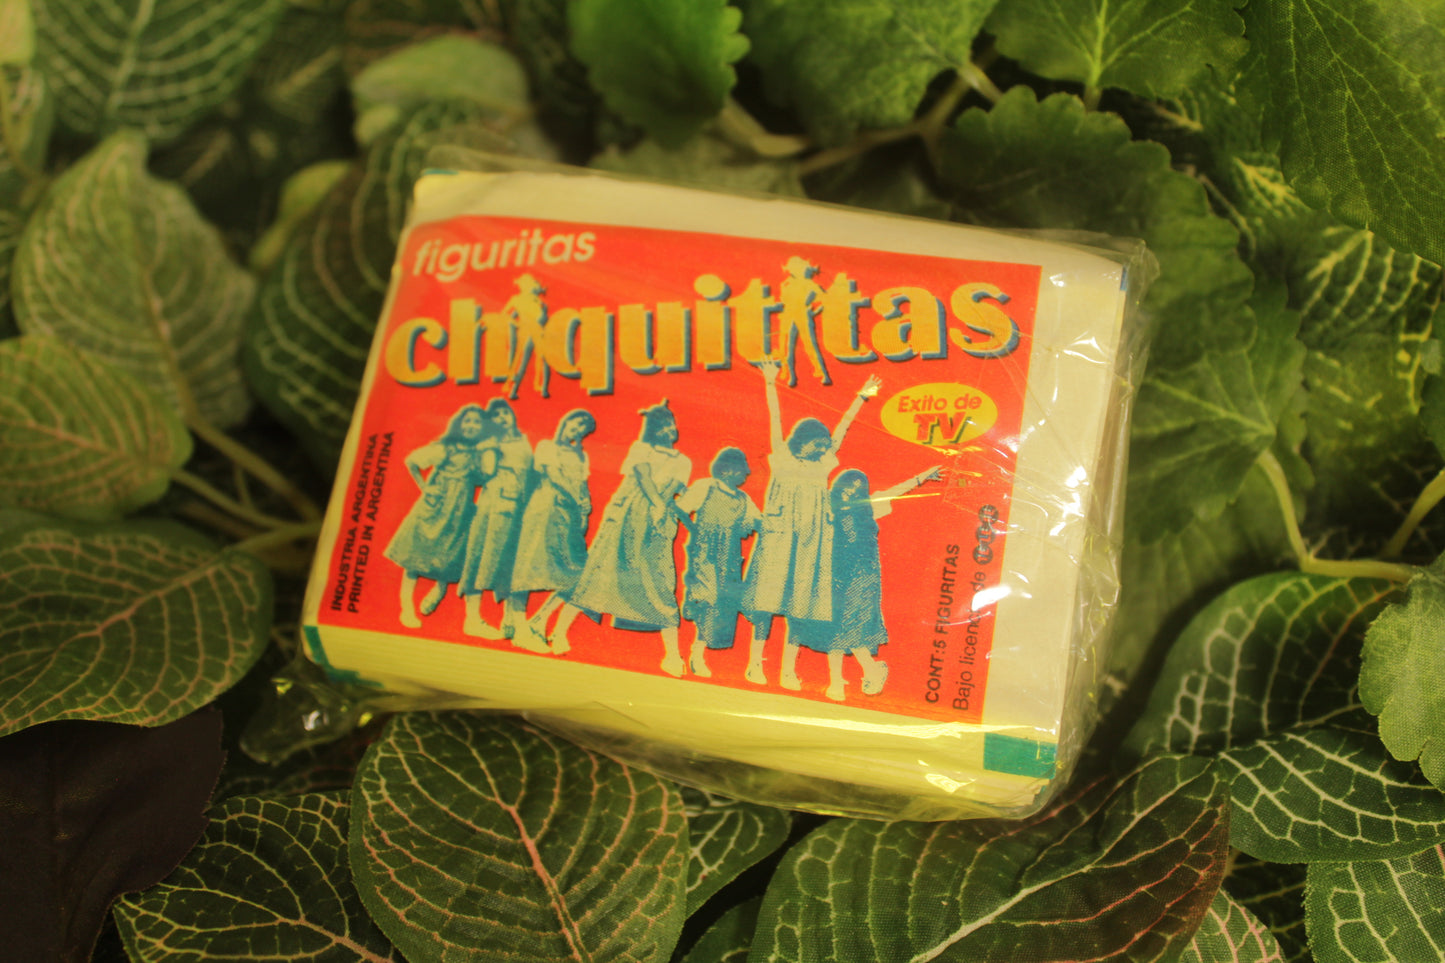 figuritas
chiquititas
Exito de
TV
INDUSTRIA ARGENTINA
PRINTED IN ARGENTINA
CONT:5 FIGURITAS
Bajo licencia de